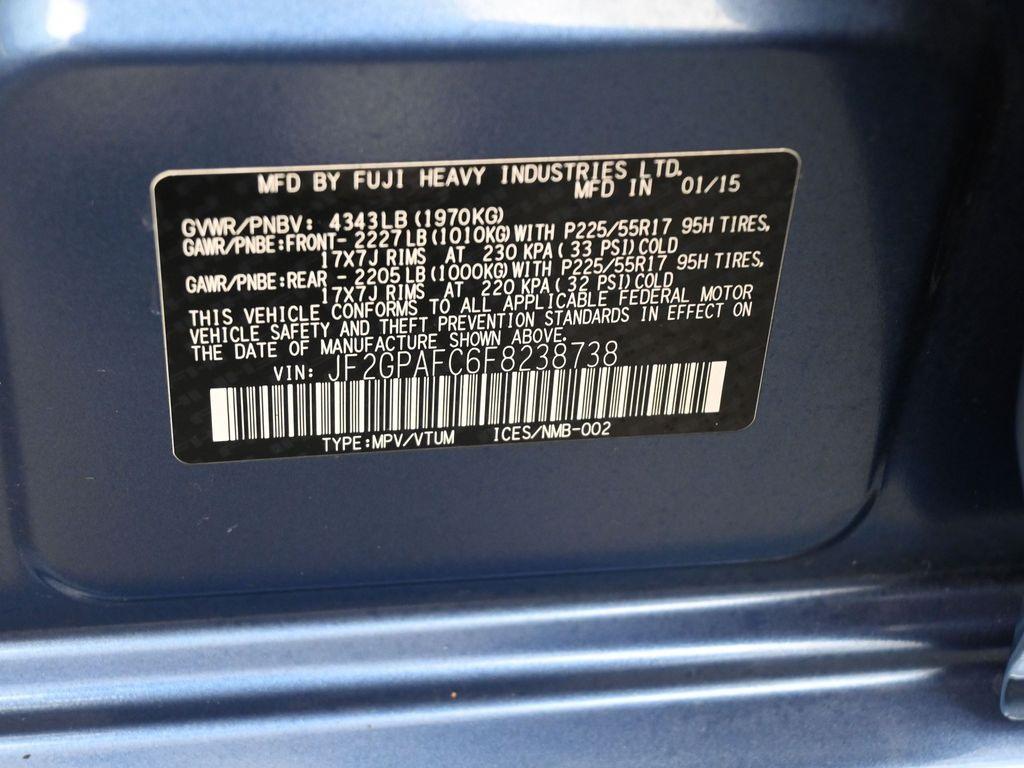 MFD BY FUJI HEAVY INDUSTRIES LTD.
MFD IN 01/15
GVWR/PNBV: 4343LB (1970KG)
GAWR/PNBE:FRONT- 2227 LB (1010KG) WITH P225/55R17 95H TIRES,
17X7J RIMS AT 230 KPA ( 33 PSI) COLD
GAWR/PNBE:REAR - 2205 LB (1000KG) WITH P225/55R17 95H TIRES,
17X7J RIMS AT 220 KPA ( 32 PSI) COLD
THIS VEHICLE CONFORMS TO ALL APPLICABLE FEDERAL MOTOR
VEHICLE SAFETY AND THEFT PREVENTION STANDARDS IN EFFECT ON
THE DATE OF MANUFACTURE SHOWN ABOVE.
VIN: JF2GPAFC6F8238738
TYPE:MPV/VTUM ICES/NMB-002